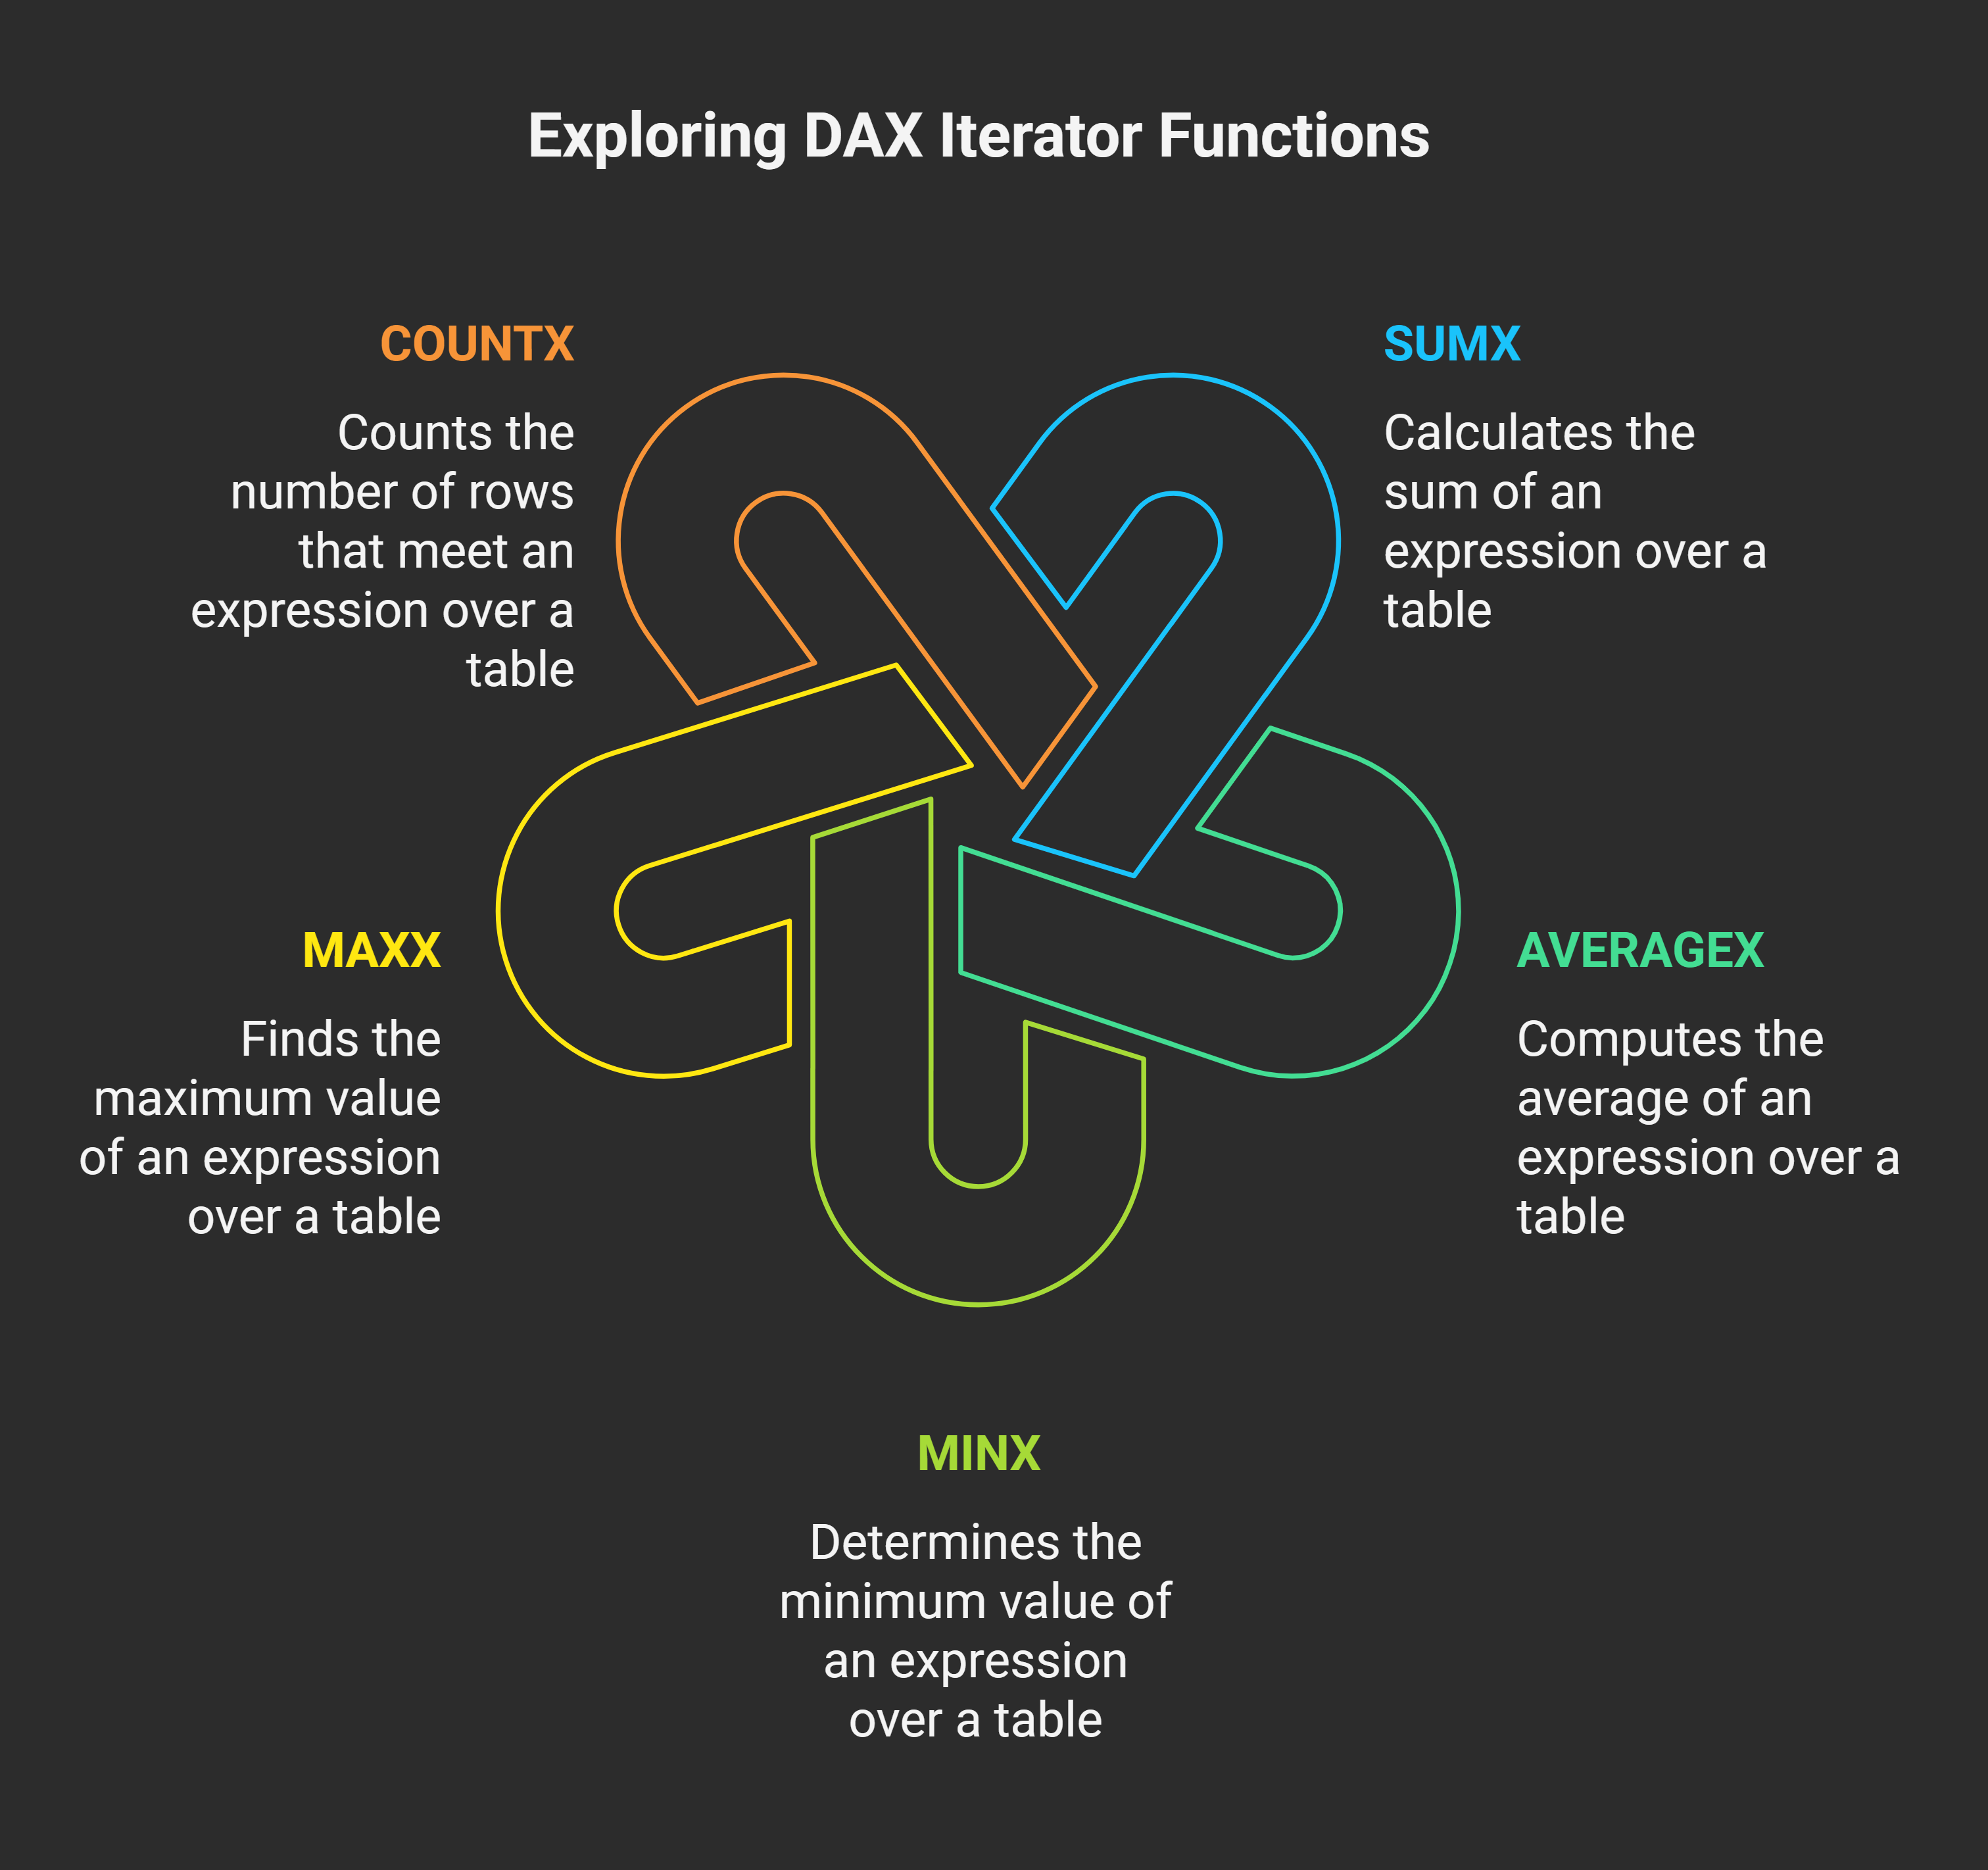 Exploring DAX Iterator Functions
COUNTX
Counts the
number of rows
that meet an
expression over a
table
SUMX
Calculates the
sum of an
expression over a
table
MAXX
Finds the
maximum value
of an expression
over a table
AVERAGEX
Computes the
average of an
expression over a
table
MINX
Determines the
minimum value of
an expression
over a table